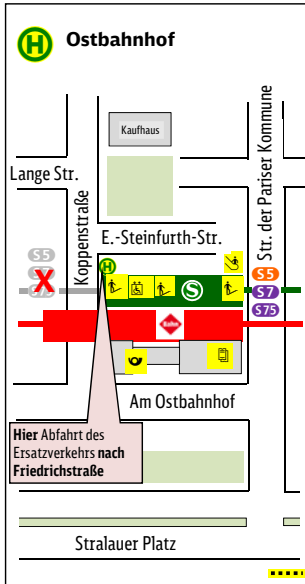 H Ostbahnhof
Kaufhaus
Lange Str.
Koppenstraße
Str. der Pariser Kommune
E.-Steinfurth-Str.
S5
S75
X
H
S
S5
S7
S75
Bahn
Am Ostbahnhof
Hier Abfahrt des
Ersatzverkehrs nach
Friedrichstraße
Stralauer Platz